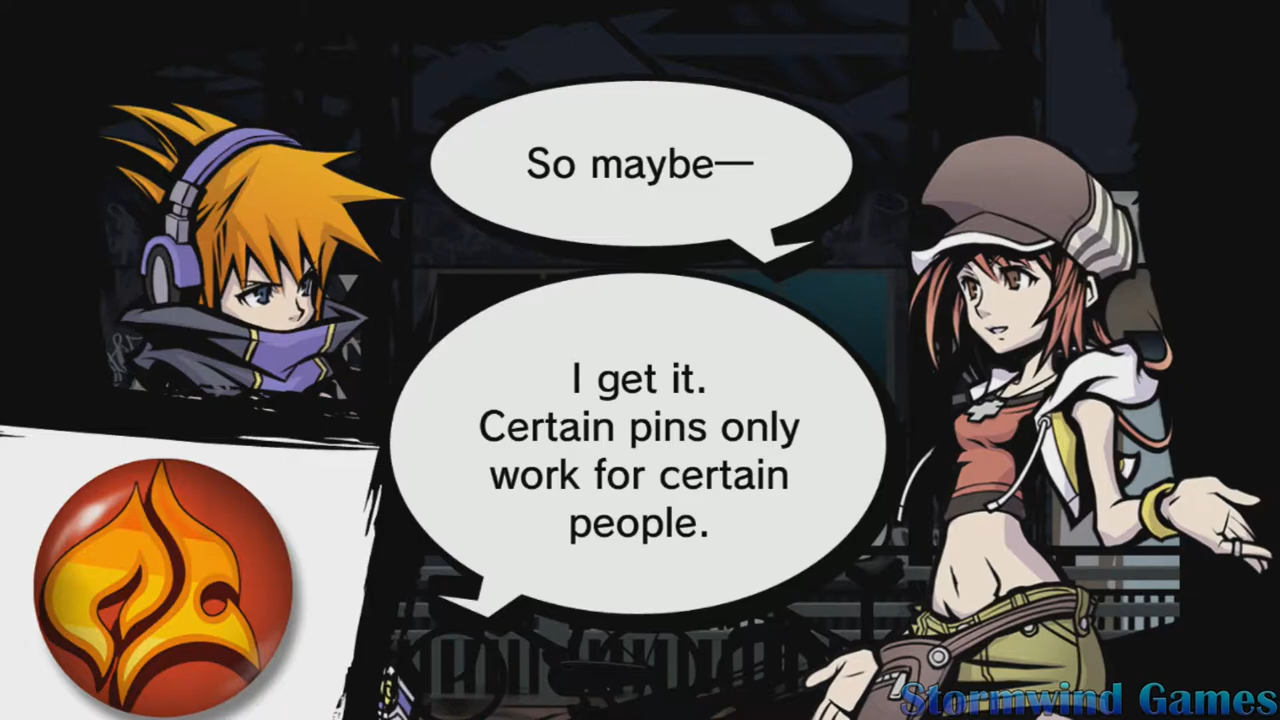 So maybe—
I get it.
Certain pins only
work for certain
people.
Stormwind Games